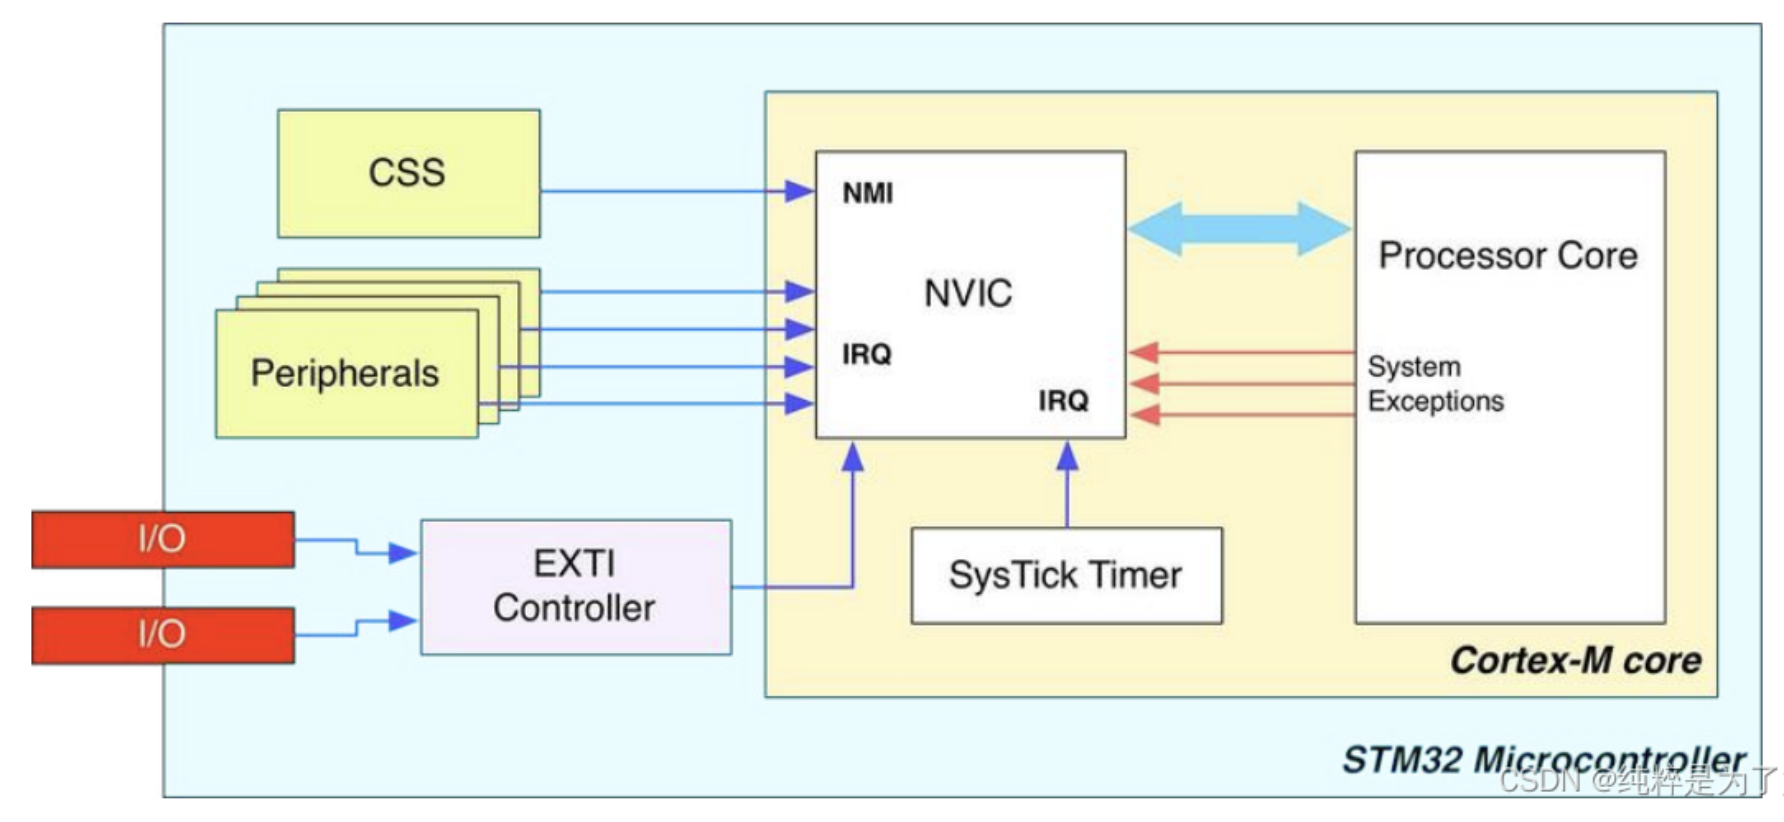 CSS
NMI
NVIC
Processor Core
IRQ
Peripherals
System
Exceptions
IRQ
I/O
EXTI
Controller
SysTick Timer
I/O
Cortex-M core
STM32 Microcontroller
CSDN @纯粹是为了